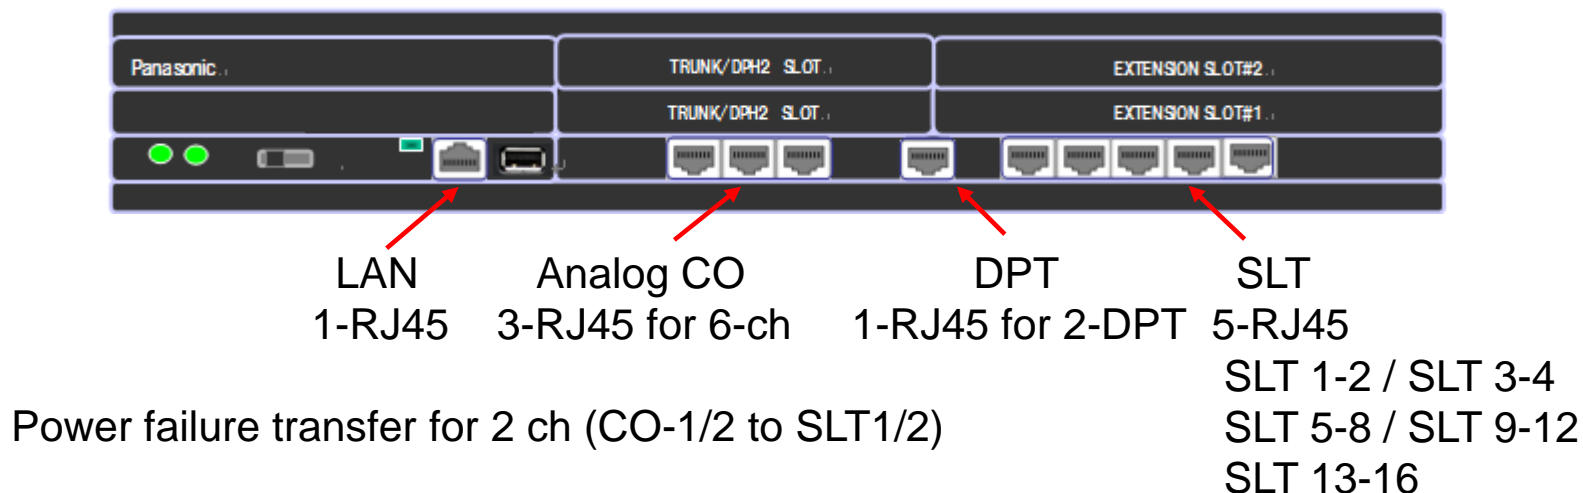 Panasonic
TRUNK/DPH2 SLOT
EXTENSION SLOT#2
TRUNK/DPH2 SLOT
EXTENSION SLOT#1
LAN
1-RJ45
Analog CO
3-RJ45 for 6-ch
DPT
1-RJ45 for 2-DPT
SLT
5-RJ45
SLT 1-2 / SLT 3-4
SLT 5-8 / SLT 9-12
SLT 13-16
Power failure transfer for 2 ch (CO-1/2 to SLT1/2)